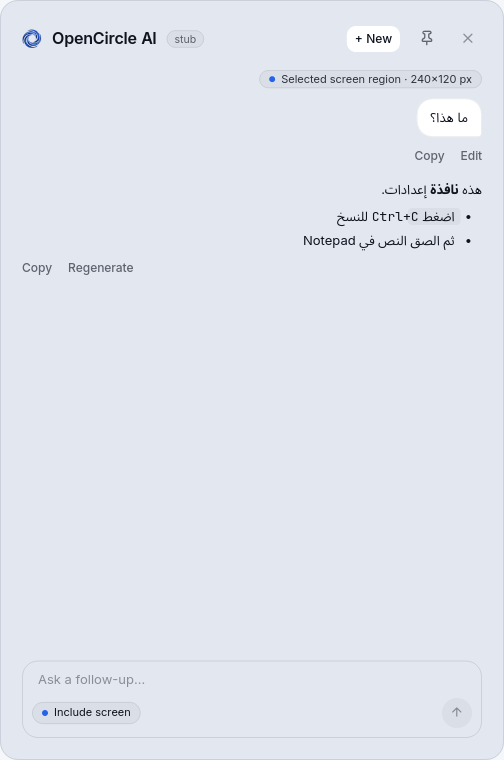 OpenCircle AI
stub
+ New
Selected screen region · 240×120 px
ما هذا؟
Copy Edit
هذه نافذة إعدادات.
• اضغط Ctrl+C للنسخ
• ثم الصق النص في Notepad
Copy Regenerate
Ask a follow-up...
Include screen